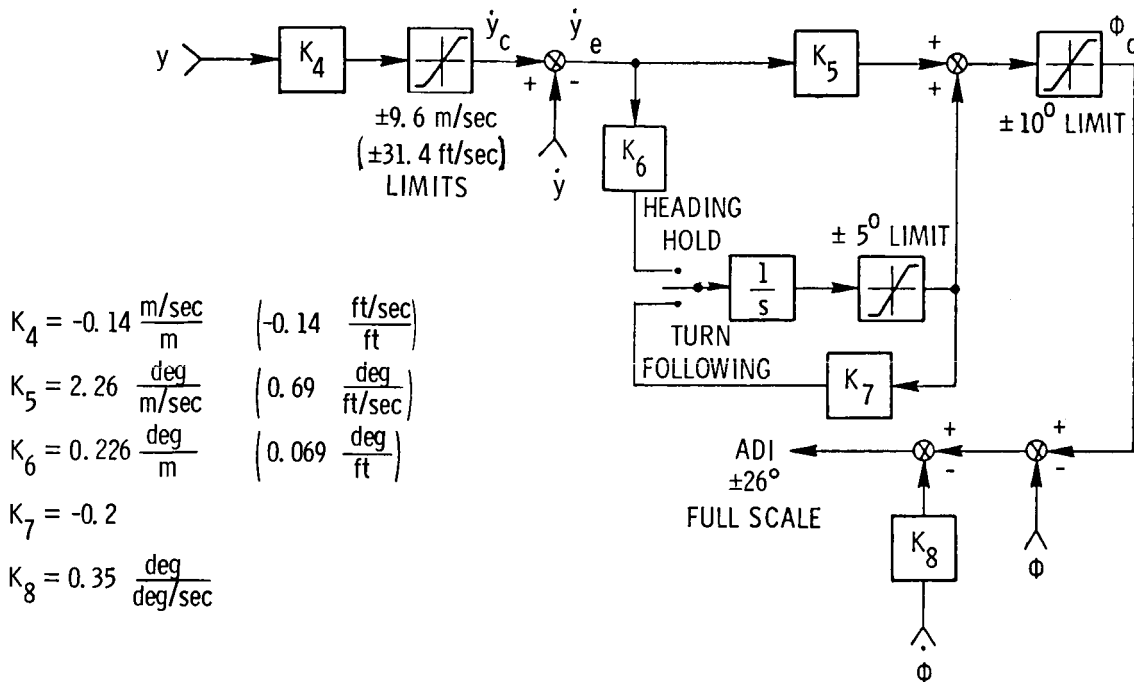 y
K4
ẏc
ẏe
K5
+
+
Φc
+
-
±9.6 m/sec
(±31.4 ft/sec)
LIMITS
ẏ
K6
± 10° LIMIT
HEADING
HOLD
1/s
± 5° LIMIT
TURN
FOLLOWING
K7
K4 = -0.14 m/sec/m (-0.14 ft/sec/ft)
K5 = 2.26 deg/m/sec (0.69 deg/ft/sec)
K6 = 0.226 deg/m (0.069 deg/ft)
K7 = -0.2
K8 = 0.35 deg/deg/sec
ADI
±26°
FULL SCALE
+
-
+
-
K8
Φ
Φ̇